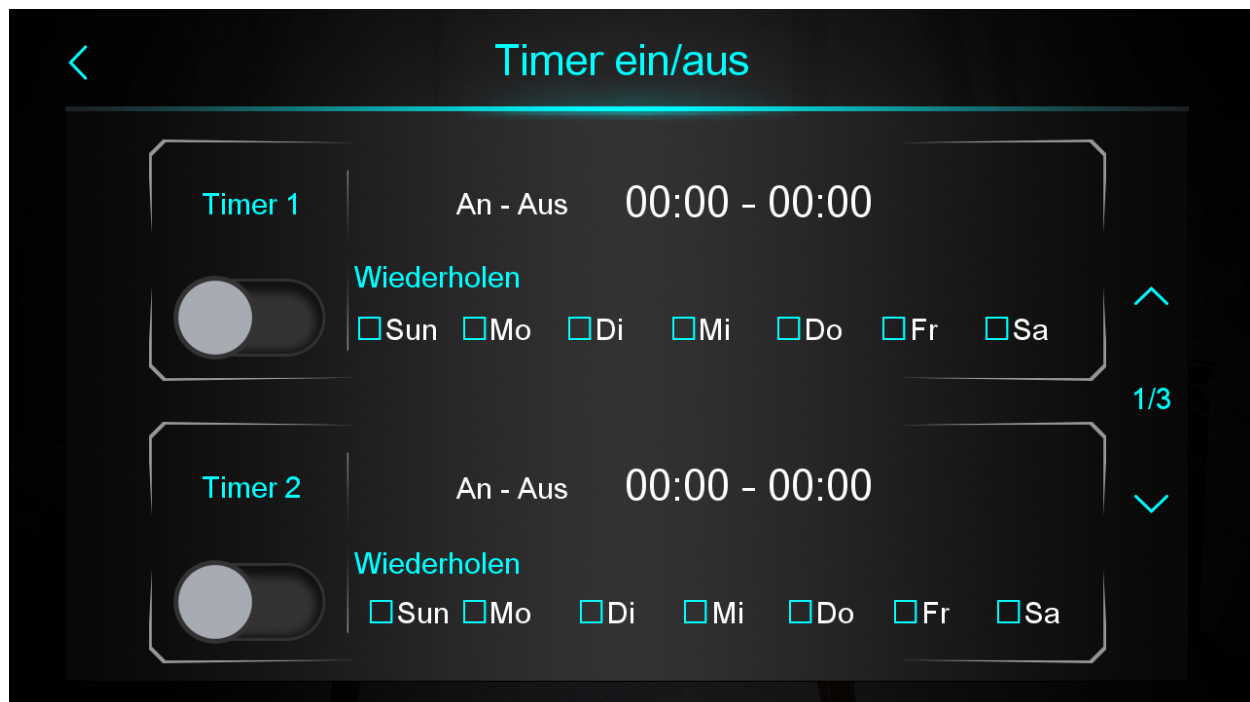 Timer ein/aus
Timer 1
An - Aus 00:00 - 00:00
Wiederholen
Sun Mo Di Mi Do Fr Sa
1/3
Timer 2
An - Aus 00:00 - 00:00
Wiederholen
Sun Mo Di Mi Do Fr Sa